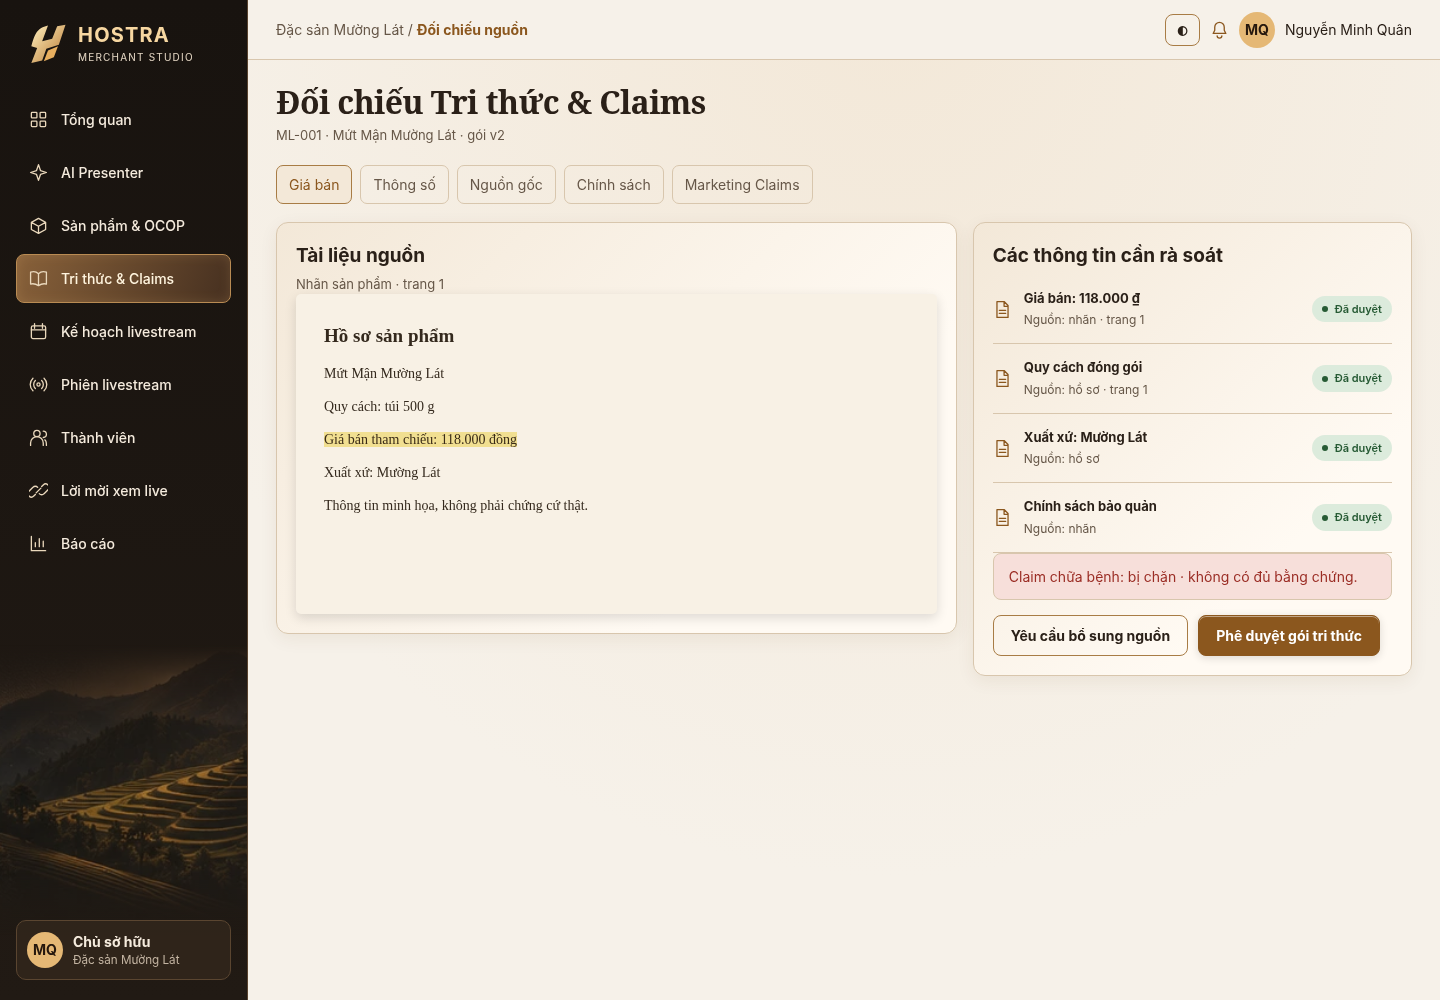 HOSTRA
MERCHANT STUDIO
Tổng quan
AI Presenter
Sản phẩm & OCOP
Tri thức & Claims
Kế hoạch livestream
Phiên livestream
Thành viên
Lời mời xem live
Báo cáo
MQ
Chủ sở hữu
Đặc sản Mường Lát
Đặc sản Mường Lát / Đối chiếu nguồn
MQ
Nguyễn Minh Quân
Đối chiếu Tri thức & Claims
ML-001 · Mứt Mận Mường Lát · gói v2
Giá bán
Thông số
Nguồn gốc
Chính sách
Marketing Claims
Tài liệu nguồn
Nhãn sản phẩm · trang 1
Hồ sơ sản phẩm
Mứt Mận Mường Lát
Quy cách: túi 500 g
Giá bán tham chiếu: 118.000 đồng
Xuất xứ: Mường Lát
Thông tin minh họa, không phải chứng cứ thật.
Các thông tin cần rà soát
Giá bán: 118.000 ₫
Nguồn: nhãn · trang 1
Đã duyệt
Quy cách đóng gói
Nguồn: hồ sơ · trang 1
Đã duyệt
Xuất xứ: Mường Lát
Nguồn: hồ sơ
Đã duyệt
Chính sách bảo quản
Nguồn: nhãn
Đã duyệt
Claim chữa bệnh: bị chặn · không có đủ bằng chứng.
Yêu cầu bổ sung nguồn
Phê duyệt gói tri thức